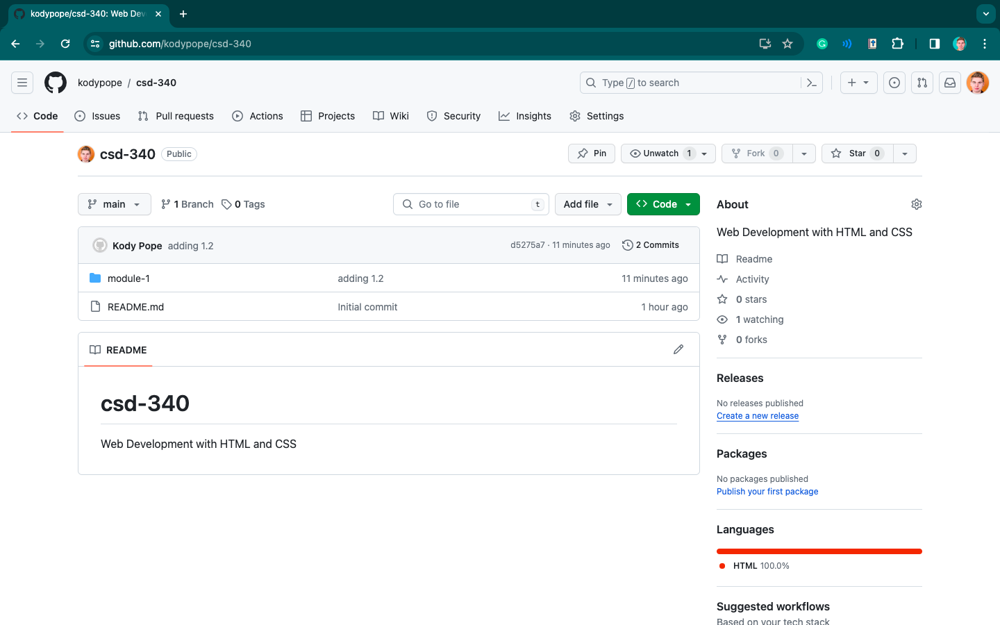 kodypope/csd-340: Web Dev
github.com/kodypope/csd-340
kodypope / csd-340
Type / to search
Code Issues Pull requests Actions Projects Wiki Security Insights Settings
csd-340 Public
Pin Unwatch 1 Fork 0 Star 0
main 1 Branch 0 Tags Go to file t Add file Code
Kody Pope adding 1.2 d5275a7 · 11 minutes ago 2 Commits
module-1 adding 1.2 11 minutes ago
README.md Initial commit 1 hour ago
README
csd-340
Web Development with HTML and CSS
About
Web Development with HTML and CSS
Readme
Activity
0 stars
1 watching
0 forks
Releases
No releases published
Create a new release
Packages
No packages published
Publish your first package
Languages
HTML 100.0%
Suggested workflows
Based on your tech stack